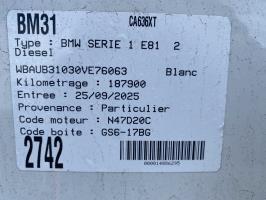 BM31 CA636XT
Type : BMW SERIE 1 E81 2
Diesel
WBAUB31030VE76063 Blanc
Kilometrage : 187900
Entree : 25/09/2025
Provenance : Particulier
Code moteur : N47D20C
Code boite : GS6-17BG
2742
000014086295